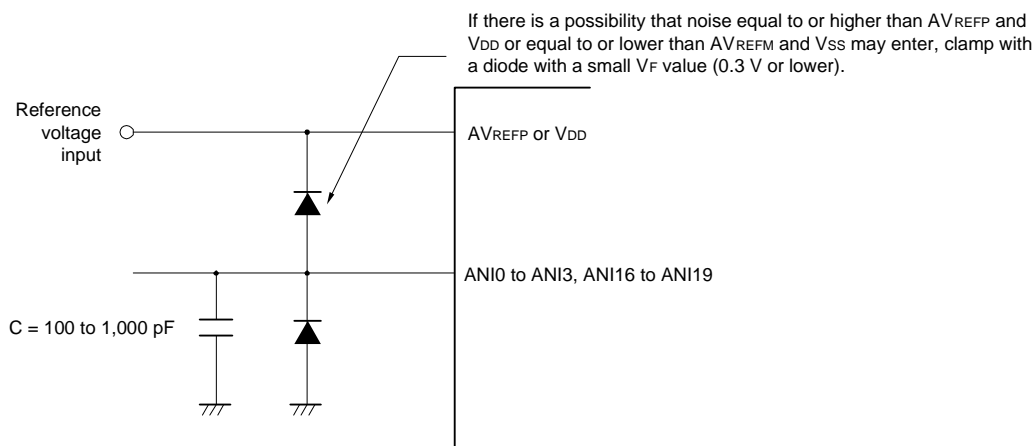 If there is a possibility that noise equal to or higher than AVREFP and
VDD or equal to or lower than AVREFM and VSS may enter, clamp with
a diode with a small VF value (0.3 V or lower).
Reference
voltage
input
AVREFP or VDD
ANI0 to ANI3, ANI16 to ANI19
C = 100 to 1,000 pF